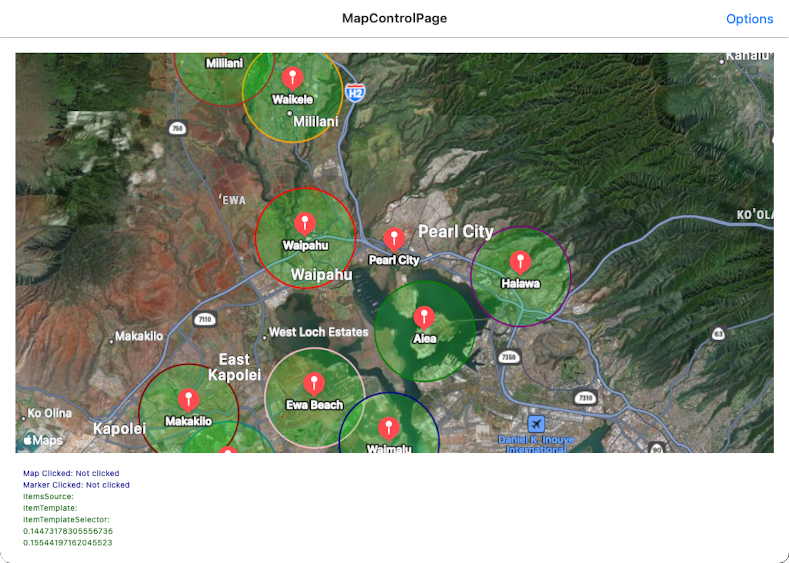 MapControlPage
Options
Kahalu
Mililani
Waikele
H2
Mililani
750
'EWA
KO'OLA
Waipahu
Pearl City
Pearl City
Waipahu
Halawa
7110
West Loch Estates
Aiea
Makakilo
63
7350
East
Kapolei
Makakilo
Ewa Beach
7310
Ko Olina
Kapolei
Maps
Waimalu
Daniel K. Inouye
International
90
Map Clicked: Not clicked
Marker Clicked: Not clicked
ItemsSource:
ItemTemplate:
ItemTemplateSelector:
0.14473178305556736
0.15544197162045523